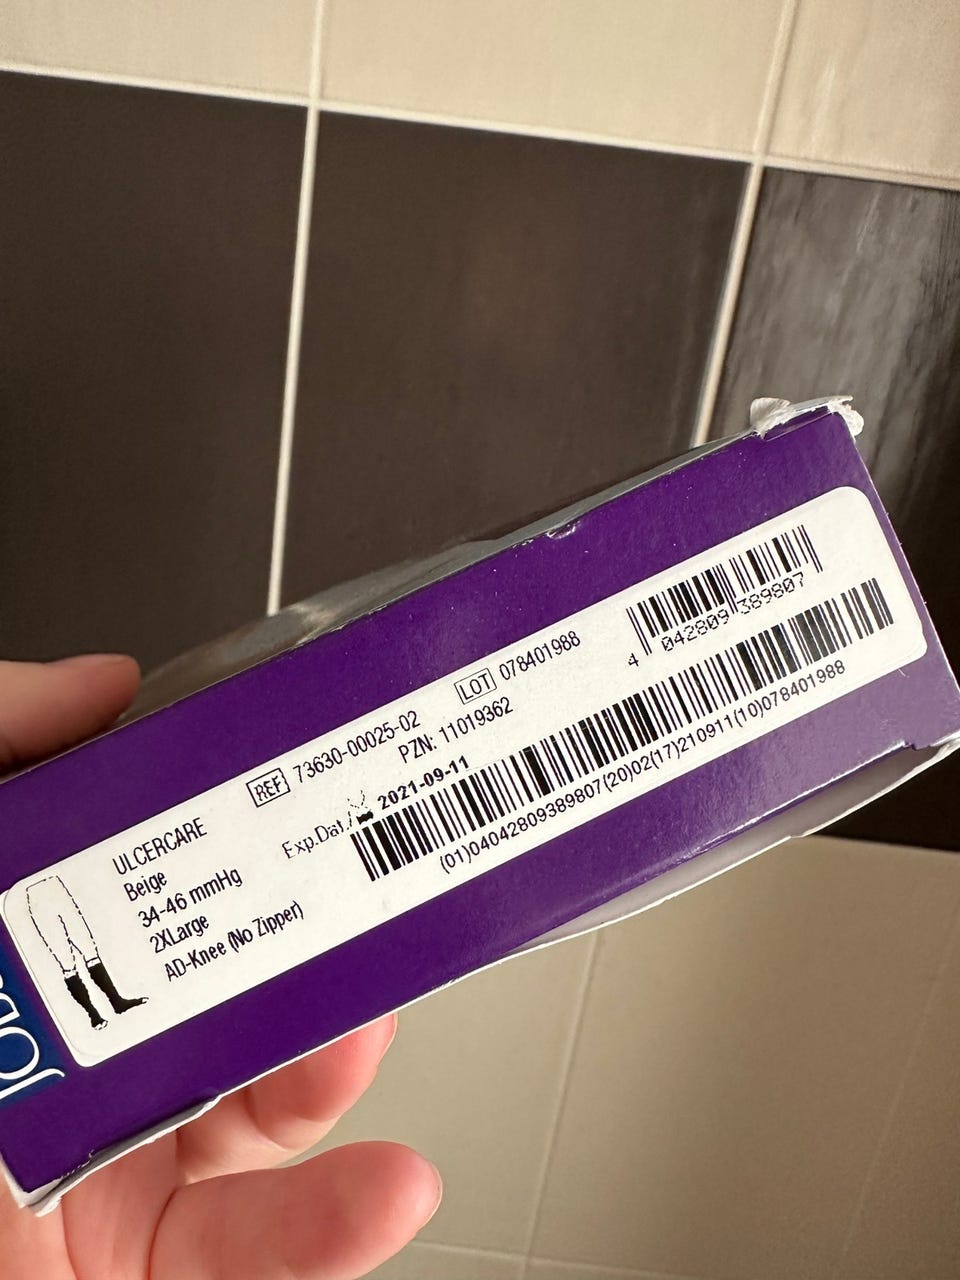 ULCERCARE
Beige
34-46 mmHg
2XLarge
AD-Knee (No Zipper)
REF 73630-00025-02
LOT 078401988
PZN: 11019362
Exp.Dat./ 2021-09-11
(01)04042809389807(20)02(17)210911(10)078401988
4 042809 389807